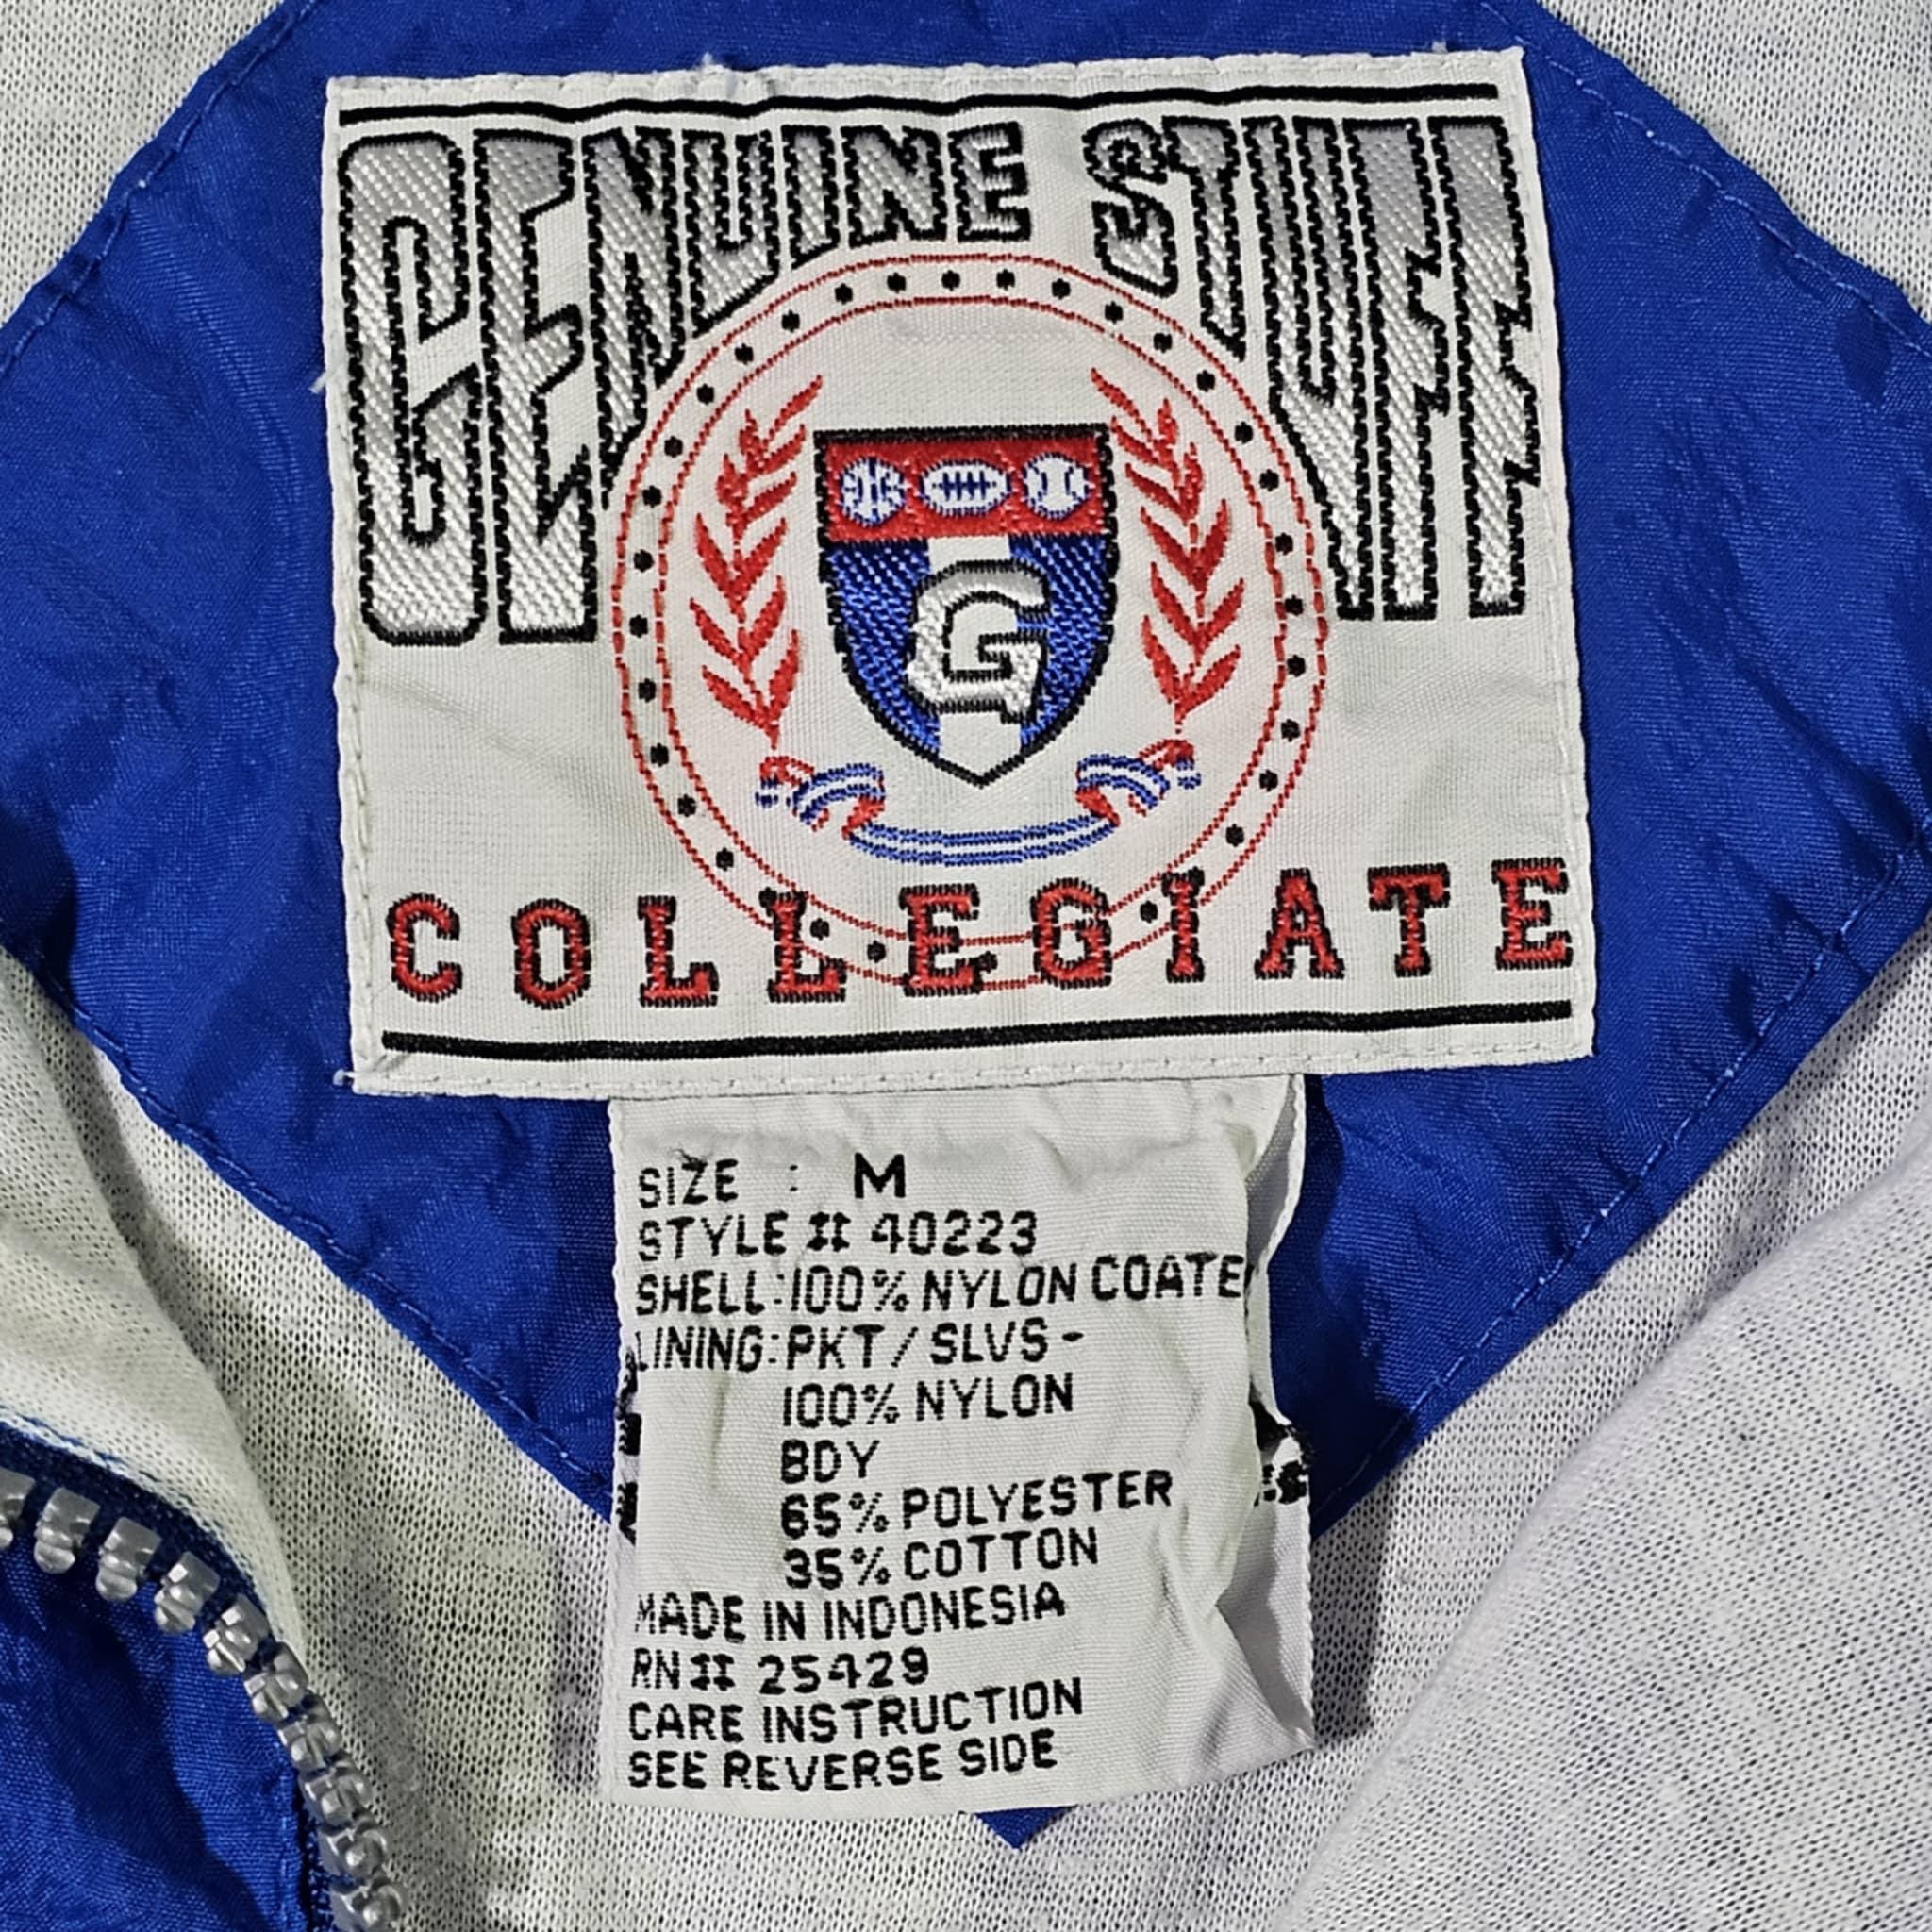 GENUINE STUFF
G
COLLEGIATE
SIZE : M
STYLE # 40223
SHELL:100% NYLON COATE
LINING:PKT / SLVS -
100% NYLON
BDY
65% POLYESTER
35% COTTON
MADE IN INDONESIA
RN# 25429
CARE INSTRUCTION
SEE REVERSE SIDE